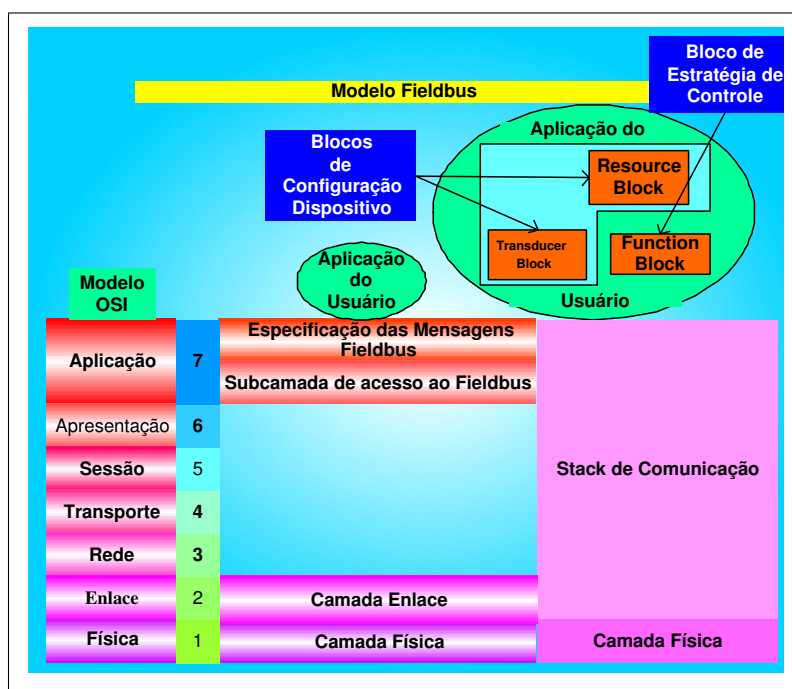 Bloco de
Estratégia de
Controle
Modelo Fieldbus
Aplicação do
Blocos
de
Configuração
Dispositivo
Resource
Block
Transducer
Block
Function
Block
Usuário
Aplicação
do
Usuário
Modelo
OSI
Aplicação
7
Especificação das Mensagens
Fieldbus
Subcamada de acesso ao Fieldbus
Apresentação
6
Sessão
5
Stack de Comunicação
Transporte
4
Rede
3
Enlace
2
Camada Enlace
Física
1
Camada Física
Camada Física